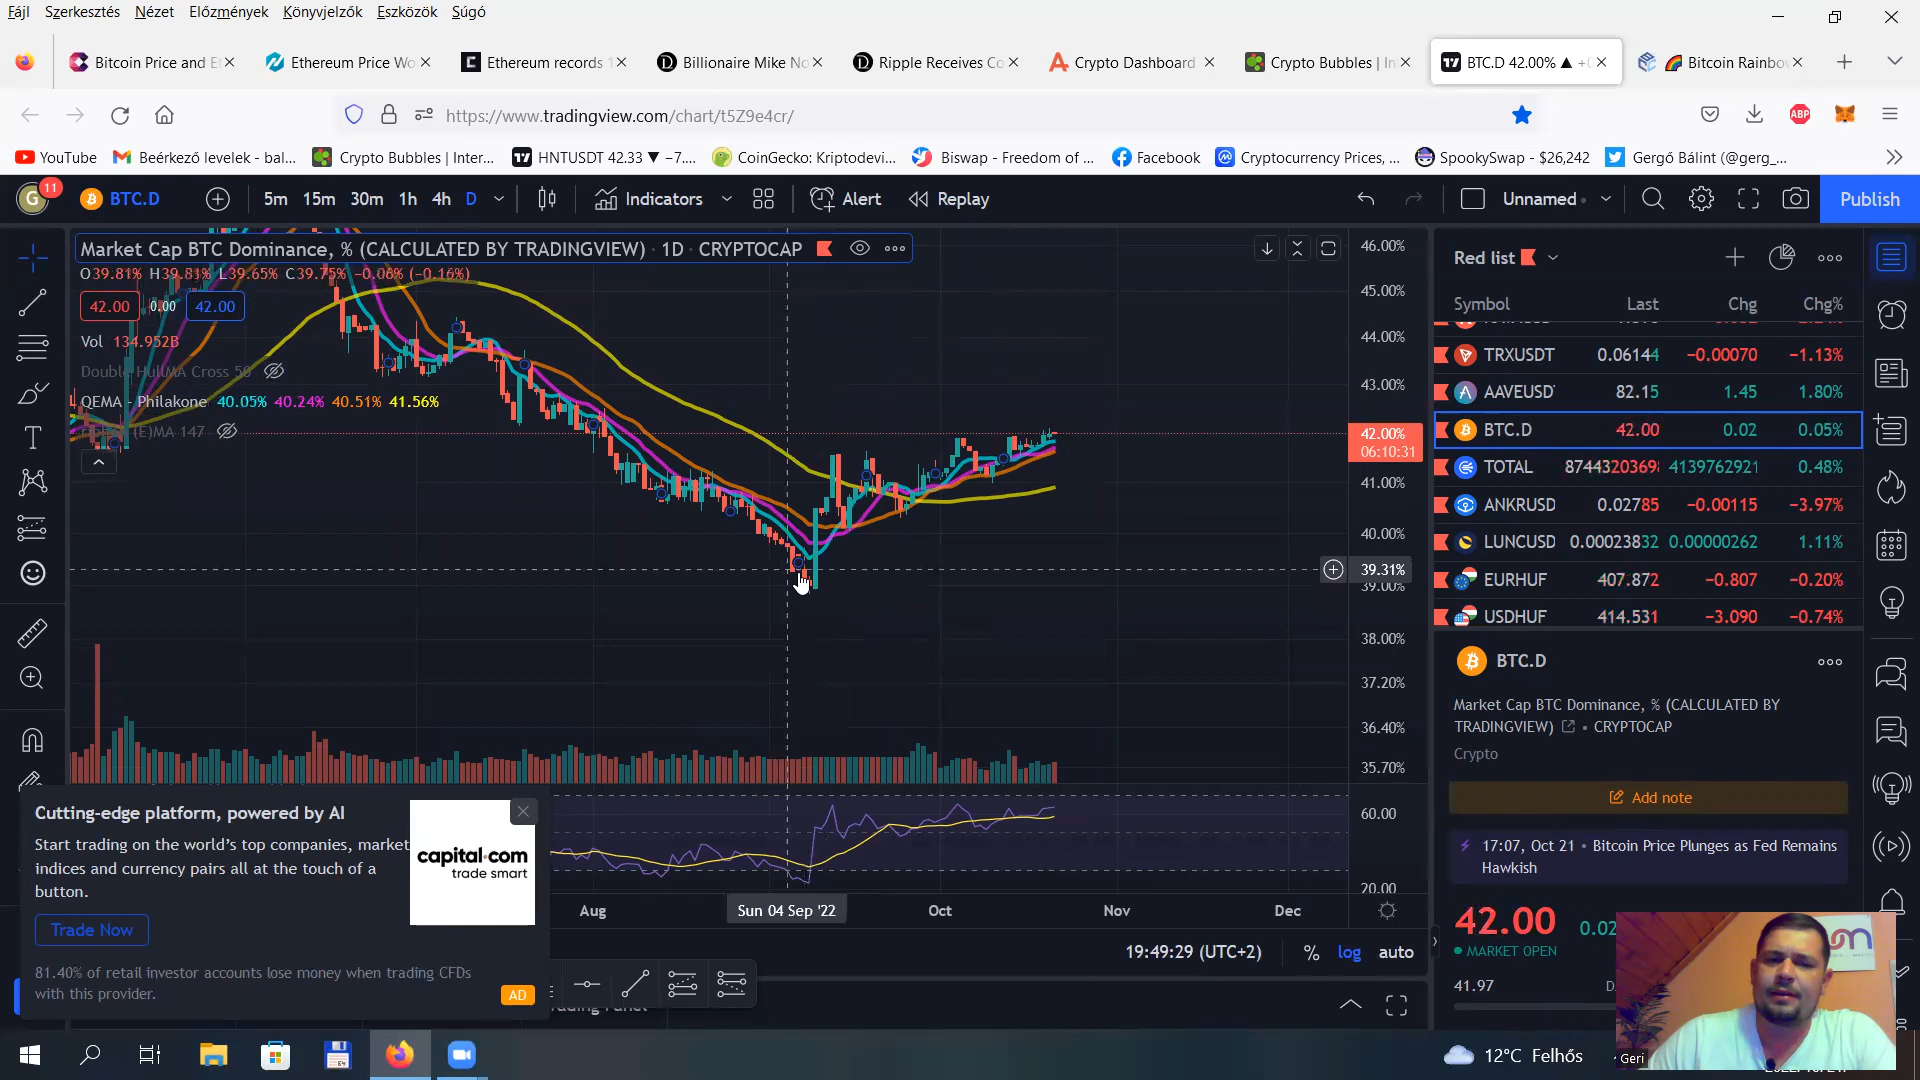 Fájl Szerkesztés Nézet Előzmények Könyvjelzők Eszközök Súgó
Bitcoin Price and Et
Ethereum Price Wo
Ethereum records 1
Billionaire Mike No
Ripple Receives Co
Crypto Dashboard
Crypto Bubbles | In
BTC.D 42.00% ▲ +0
Bitcoin Rainbow
https://www.tradingview.com/chart/t5Z9e4cr/
ABP
YouTube
Beérkező levelek - bal...
Crypto Bubbles | Inter...
HNTUSDT 42.33 ▼ −7....
CoinGecko: Kriptodevi...
Biswap - Freedom of ...
Facebook
Cryptocurrency Prices, ...
SpookySwap - $26,242
Gergő Bálint (@gerg_...
G 11
BTC.D
5m 15m 30m 1h 4h D
Indicators
Alert
Replay
Unnamed
Publish
Market Cap BTC Dominance, % (CALCULATED BY TRADINGVIEW) · 1D · CRYPTOCAP
O39.81% H39.81% L39.65% C39.75% −0.06% (−0.16%)
42.00 0.00 42.00
Vol 134.952B
Double HullMA Cross 50
QEMA - Philakone 40.05% 40.24% 40.51% 41.56%
(E)MA 147
46.00%
45.00%
44.00%
43.00%
42.00%
06:10:31
41.00%
40.00%
39.31%
39.00%
38.00%
37.20%
36.40%
35.70%
60.00
20.00
Aug
Sun 04 Sep '22
Oct
Nov
Dec
19:49:29 (UTC+2)
% log auto
Red list
Symbol Last Chg Chg%
TRXUSDT 0.06144 −0.00070 −1.13%
AAVEUSD 82.15 1.45 1.80%
BTC.D 42.00 0.02 0.05%
TOTAL 87443203698 4139762921 0.48%
ANKRUSD 0.02785 −0.00115 −3.97%
LUNCUSD 0.00023832 0.00000262 1.11%
EURHUF 407.872 −0.807 −0.20%
USDHUF 414.531 −3.090 −0.74%
BTC.D
Market Cap BTC Dominance, % (CALCULATED BY
TRADINGVIEW) • CRYPTOCAP
Crypto
Add note
17:07, Oct 21 • Bitcoin Price Plunges as Fed Remains
Hawkish
42.00 0.02
MARKET OPEN
41.97
Cutting-edge platform, powered by AI
Start trading on the world's top companies, market
indices and currency pairs all at the touch of a
button.
capital.com
trade smart
Trade Now
81.40% of retail investor accounts lose money when trading CFDs
with this provider.
AD
12°C Felhős
Geri